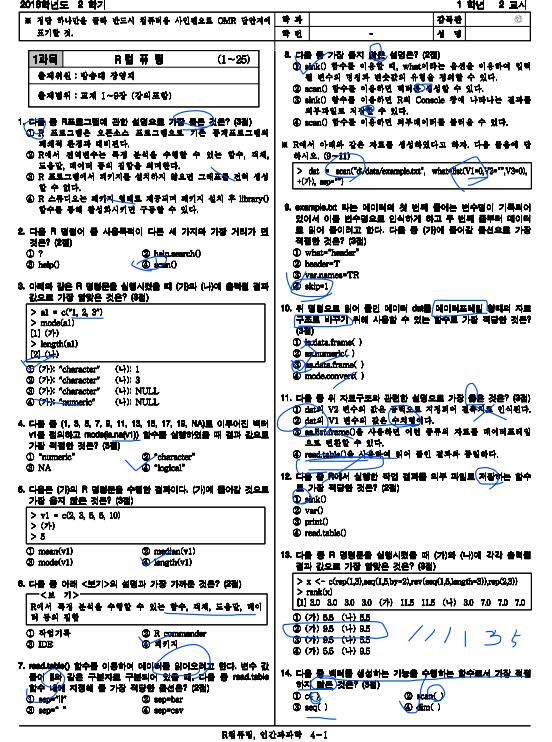 2018학년도 2 학기
1 학년 2 교시
※ 정답 하나만을 골라 반드시 컴퓨터용 사인펜으로 OMR 답안지에
표기할 것.
학 과
감독관
학 번
-
성 명
1과목 R컴퓨팅 (1~25)
출제위원 : 방송대 장영재
출제범위 : 교재 1~9장 (강의포함)
1. 다음 중 R프로그램에 관한 설명으로 가장 옳은 것은? (3점)
① R 프로그램은 오픈소스 프로그램으로 기존 통계프로그램의
폐쇄적 환경과 대비된다.
② R에서 전역변수는 특정 분석을 수행할 수 있는 함수, 객체,
도움말, 데이터 등의 집합을 의미한다.
③ R 프로그램에서 패키지를 설치하지 않으면 그래프를 전혀 생성
할 수 없다.
④ R 스튜디오는 패키지 형태로 제공되며 패키지 설치 후 library()
함수를 통해 활성화시키면 구동할 수 있다.
2. 다음 R 명령어 중 사용목적이 다른 세 가지와 가장 거리가 먼
것은? (2점)
① ?
② help.search()
③ help()
④ scan()
3. 아래와 같은 R 명령문을 실행시켰을 때 (가)와 (나)에 출력될 결과
값으로 가장 알맞은 것은? (3점)
> a1 = c("1, 2, 3")
> mode(a1)
[1] (가)
> length(a1)
[2] (나)
① (가): "character" (나): 1
② (가): "character" (나): 3
③ (가): "character" (나): NULL
④ (가): "numeric" (나): NULL
4. 다음 중 (1, 3, 5, 7, 9, 11, 13, 15, 17, 19, NA)로 이루어진 벡터
v1을 정의하고 mode(is.na(v1)) 함수를 실행하였을 때 결과 값으로
가장 적절한 것은? (3점)
① "numeric"
② "character"
③ NA
④ "logical"
5. 다음은 (가)의 R 명령문을 수행한 결과이다. (가)에 들어갈 것으로
가장 옳지 않은 것은? (3점)
> v1 = c(2, 3, 5, 5, 10)
> (가)
> 5
① mean(v1)
② median(v1)
③ mode(v1)
④ length(v1)
6. 다음 중 아래 <보기>의 설명과 가장 가까운 것은? (2점)
<보 기>
R에서 특정 분석을 수행할 수 있는 함수, 객체, 도움말, 데이
터 등의 집합
① 작업기록
② R commander
③ IDE
④ 패키지
7. read.table() 함수를 이용하여 데이터를 읽어오려고 한다. 변수 값
들이 ‖와 같은 구분자로 구분되어 있을 때, 다음 중 read.table
함수 내에 지정해 줄 가장 적절한 옵션은? (2점)
① sep="‖"
② sep=bar
③ sep=" "
④ sep=csv
8. 다음 중 가장 옳지 않은 설명은? (2점)
① sink() 함수를 이용할 때, what이라는 옵션을 이용하여 입력
될 변수의 명칭과 변숫값의 유형을 정의할 수 있다.
② scan() 함수를 이용하면 벡터를 생성할 수 있다.
③ sink() 함수를 이용하면 R의 Console 창에 나타나는 결과를
외부파일로 저장할 수 있다.
④ scan() 함수를 이용하면 외부데이터를 불러올 수 있다.
※ R에서 아래와 같은 자료를 생성하였다고 하자. 다음 물음에 답
하시오. (9~11)
> dat = scan("d:/data/example.txt", what=list(V1=0,V2="",V3=0),
+(가), sep="")
9. example.txt 라는 데이터의 첫 번째 줄에는 변수명이 기록되어
있어서 이를 변수명으로 인식하게 하고 두 번째 줄부터 데이터
로 읽어 들이려고 한다. 다음 중 (가)에 들어갈 옵션으로 가장
적절한 것은? (3점)
① what="header"
② header=T
③ var.names=TR
④ skip=1
10. 위 명령으로 읽어 들인 데이터 dat를 데이터프레임 형태의 자료
구조로 바꾸기 위해 사용할 수 있는 함수로 가장 적당한 것은?
(3점)
① is.data.frame( )
② as.numeric( )
③ as.data.frame( )
④ mode.convert( )
11. 다음 중 위 자료구조와 관련한 설명으로 가장 옳은 것은? (3점)
① dat의 V2 변수의 값은 공백으로 지정되어 결측치로 인식된다.
② dat의 V1 변수의 값은 수치형이다.
③ as.list.frame()을 사용하면 어떤 종류의 자료를 데이터프레임
으로 변환할 수 있다.
④ read.table()을 사용하여 읽어 들인 결과와 동일하다.
12. 다음 중 R에서 실행한 작업 결과를 외부 파일로 저장하는 함수
로 가장 적당한 것은? (2점)
① sink()
② var()
③ print()
④ read.table()
13. 다음 중 R 명령문을 실행시켰을 때 (가)와 (나)에 각각 출력될
결과 값으로 가장 알맞은 것은? (3점)
> x <- c(rep(1,3),seq(1,5,by=2),rev(seq(1,5,length=3)),rep(2,3))
> rank(x)
[1] 3.0 3.0 3.0 3.0 (가) 11.5 11.5 (나) 3.0 7.0 7.0 7.0
① (가) 5.5 (나) 5.5
② (가) 9.5 (나) 9.5
③ (가) 9.5 (나) 5.5
④ (가) 5.5 (나) 9.5
1 1 1 1 3 5
14. 다음 중 벡터를 생성하는 기능을 수행하는 함수로서 가장 적절
하지 않은 것은? (3점)
① c( )
② scan( )
③ seq( )
④ dim( )
R컴퓨팅, 인간과과학 4-1